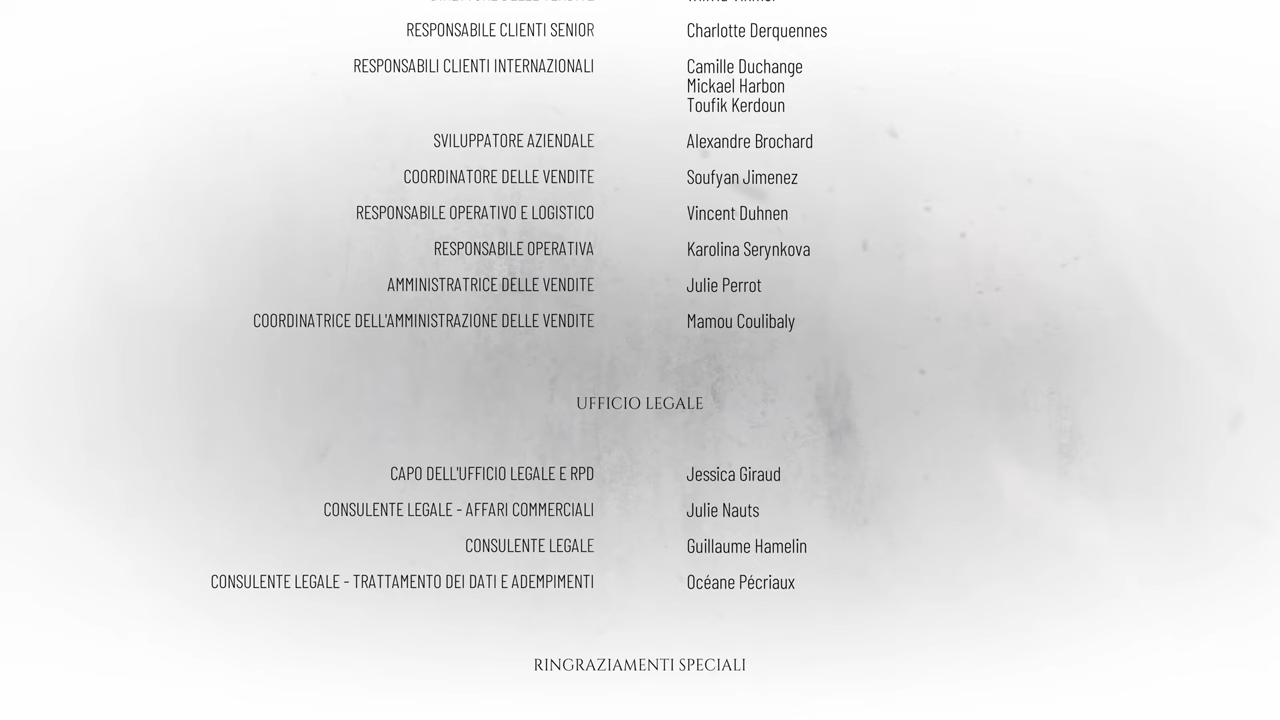 RESPONSABILE CLIENTI SENIOR Charlotte Derquennes
RESPONSABILI CLIENTI INTERNAZIONALI Camille Duchange
Mickael Harbon
Toufik Kerdoun
SVILUPPATORE AZIENDALE Alexandre Brochard
COORDINATORE DELLE VENDITE Soufyan Jimenez
RESPONSABILE OPERATIVO E LOGISTICO Vincent Duhnen
RESPONSABILE OPERATIVA Karolina Serynkova
AMMINISTRATRICE DELLE VENDITE Julie Perrot
COORDINATRICE DELL'AMMINISTRAZIONE DELLE VENDITE Mamou Coulibaly
UFFICIO LEGALE
CAPO DELL'UFFICIO LEGALE E RPD Jessica Giraud
CONSULENTE LEGALE - AFFARI COMMERCIALI Julie Nauts
CONSULENTE LEGALE Guillaume Hamelin
CONSULENTE LEGALE - TRATTAMENTO DEI DATI E ADEMPIMENTI Océane Pécriaux
RINGRAZIAMENTI SPECIALI